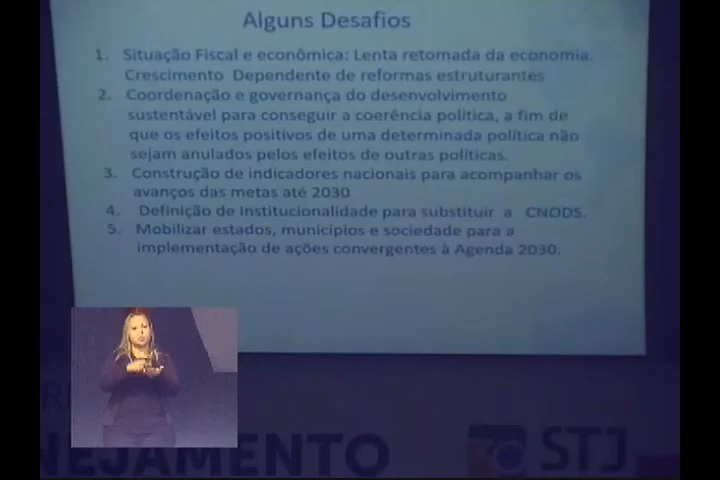 Alguns Desafios
1. Situação Fiscal e econômica: Lenta retomada da economia.
Crescimento Dependente de reformas estruturantes
2. Coordenação e governança do desenvolvimento
sustentável para conseguir a coerência política, a fim de
que os efeitos positivos de uma determinada política não
sejam anulados pelos efeitos de outras políticas.
3. Construção de indicadores nacionais para acompanhar os
avanços das metas até 2030
4. Definição de Institucionalidade para substituir a CNODS.
5. Mobilizar estados, municípios e sociedade para a
implementação de ações convergentes à Agenda 2030.
NEJAMENTO
STJ